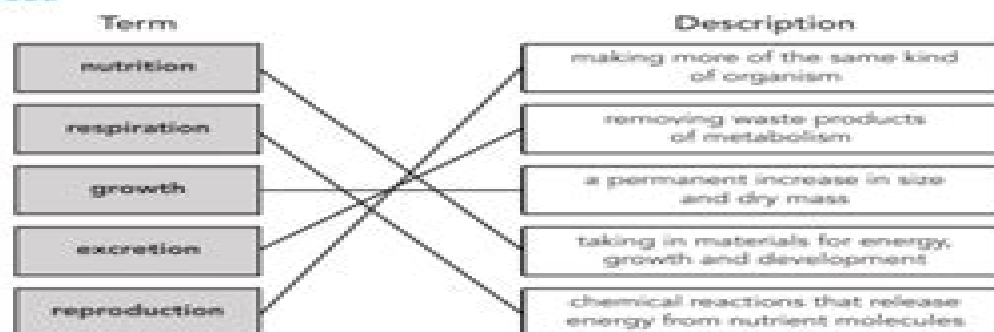 Term
Description
nutrition
making more of the same kind
of organism
respiration
removing waste products
of metabolism
growth
a permanent increase in size
and dry mass
excretion
taking in materials for energy,
growth and development
reproduction
chemical reactions that release
energy from nutrient molecules